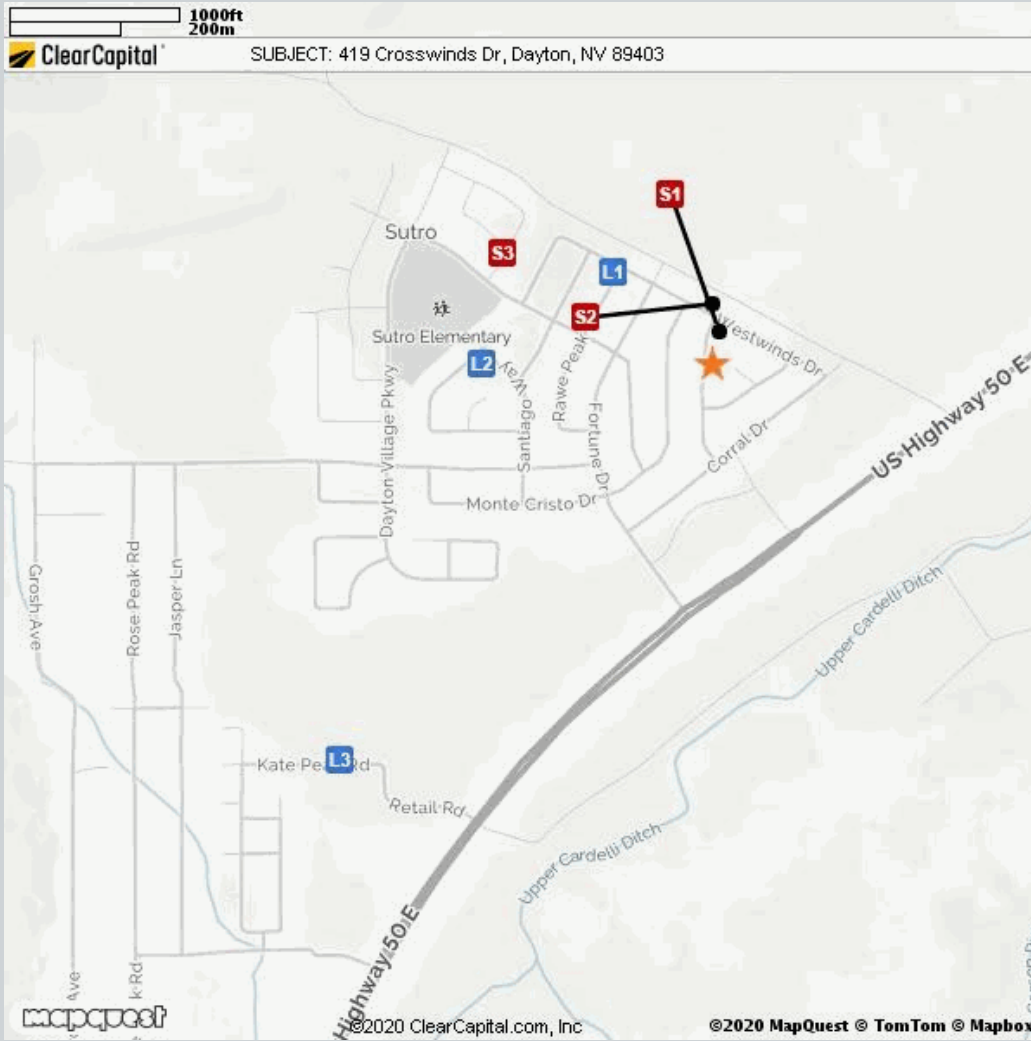 1000ft
200m
ClearCapital
SUBJECT: 419 Crosswinds Dr, Dayton, NV 89403
S1
Sutro
S3
L1
S2
Westwinds Dr
Sutro Elementary
L2
Way
Santiago
Rawe Peak
Fortune Dr
Dayton Village Pkwy
Corral Dr
US Highway 50 E
Monte Cristo Dr
Grosh Ave
Rose Peak Rd
Jasper Ln
Upper Cardelli Ditch
L3
Kate Pe Rd
Retail Rd
Upper Cardelli Ditch
Highway 50 E
Ave
k Rd
mapquest
©2020 ClearCapital.com, Inc
©2020 MapQuest © TomTom © Mapbox